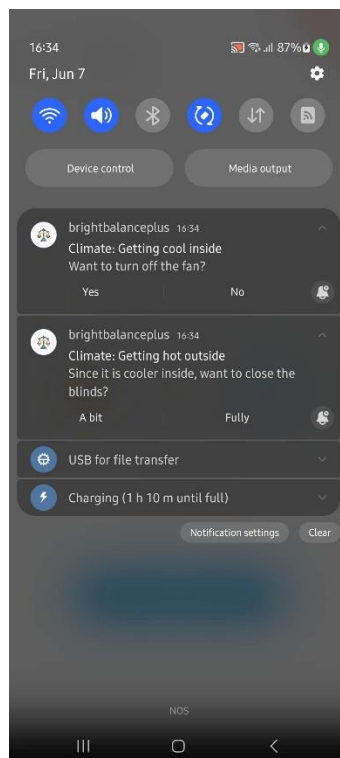 16:34
87%
Fri, Jun 7
Device control
Media output
brightbalanceplus 16:34
Climate: Getting cool inside
Want to turn off the fan?
Yes
No
brightbalanceplus 16:34
Climate: Getting hot outside
Since it is cooler inside, want to close the
blinds?
A bit
Fully
USB for file transfer
Charging (1 h 10 m until full)
Notification settings
Clear
NOS